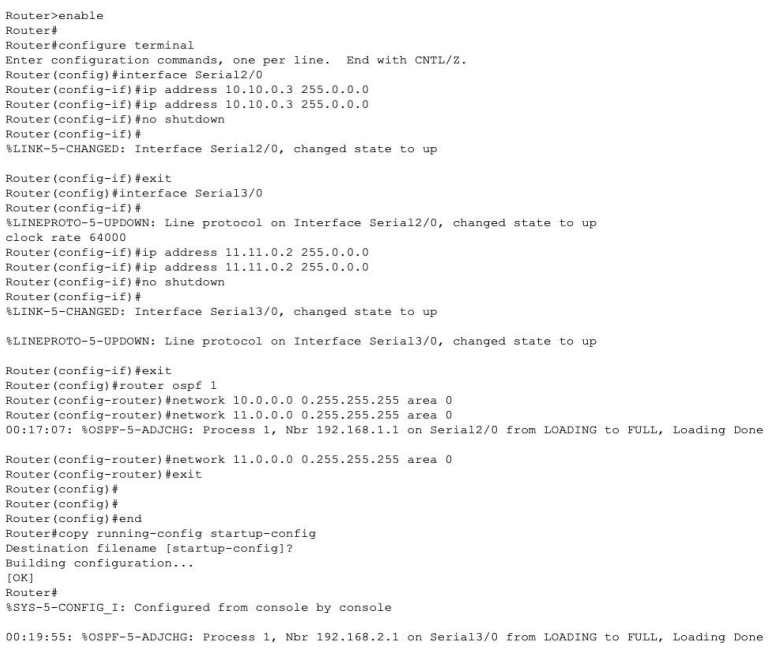 Router>enable
Router#
Router#configure terminal
Enter configuration commands, one per line.  End with CNTL/Z.
Router(config)#interface Serial2/0
Router(config-if)#ip address 10.10.0.3 255.0.0.0
Router(config-if)#ip address 10.10.0.3 255.0.0.0
Router(config-if)#no shutdown
Router(config-if)#
%LINK-5-CHANGED: Interface Serial2/0, changed state to up
Router(config-if)#exit
Router(config)#interface Serial3/0
Router(config-if)#
%LINEPROTO-5-UPDOWN: Line protocol on Interface Serial2/0, changed state to up
clock rate 64000
Router(config-if)#ip address 11.11.0.2 255.0.0.0
Router(config-if)#ip address 11.11.0.2 255.0.0.0
Router(config-if)#no shutdown
Router(config-if)#
%LINK-5-CHANGED: Interface Serial3/0, changed state to up
%LINEPROTO-5-UPDOWN: Line protocol on Interface Serial3/0, changed state to up
Router(config-if)#exit
Router(config)#router ospf 1
Router(config-router)#network 10.0.0.0 0.255.255.255 area 0
Router(config-router)#network 11.0.0.0 0.255.255.255 area 0
00:17:07: %OSPF-5-ADJCHG: Process 1, Nbr 192.168.1.1 on Serial2/0 from LOADING to FULL, Loading Done
Router(config-router)#network 11.0.0.0 0.255.255.255 area 0
Router(config-router)#exit
Router(config)#
Router(config)#
Router(config)#end
Router#copy running-config startup-config
Destination filename [startup-config]?
Building configuration...
[OK]
Router#
%SYS-5-CONFIG_I: Configured from console by console
00:19:55: %OSPF-5-ADJCHG: Process 1, Nbr 192.168.2.1 on Serial3/0 from LOADING to FULL, Loading Done